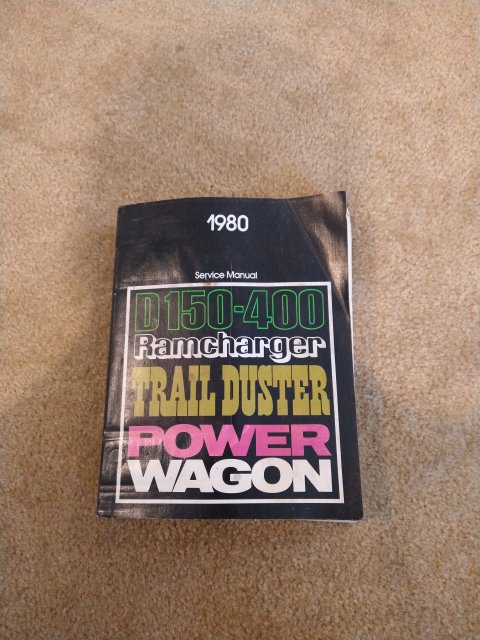 1980
Service Manual
D150-400
Ramcharger
TRAIL DUSTER
POWER
WAGON